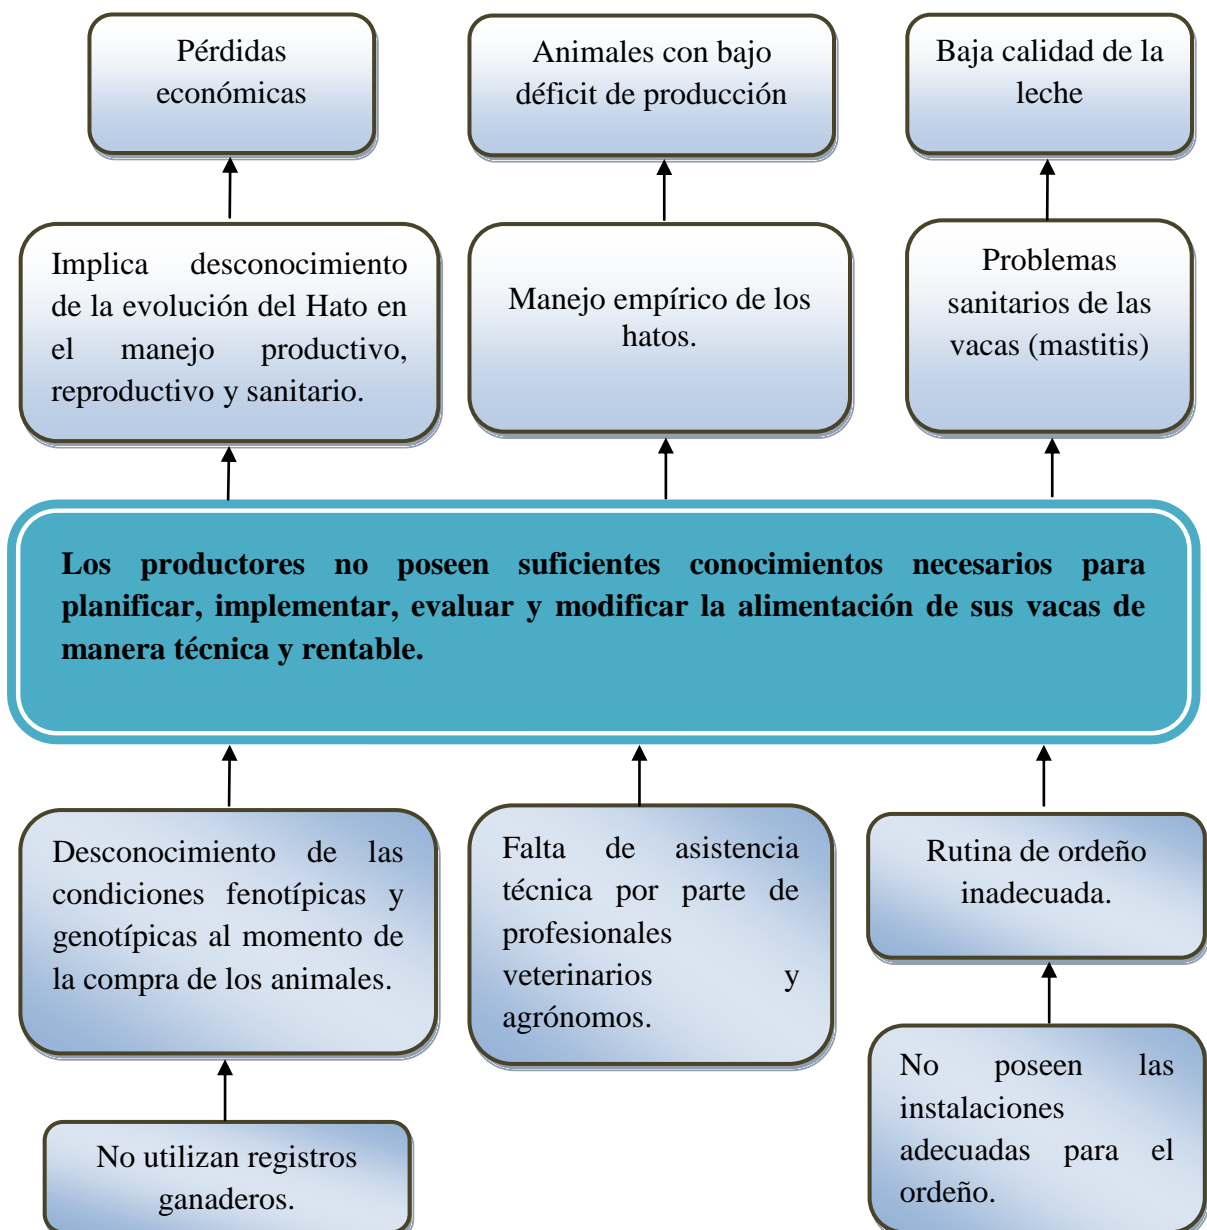 Pérdidas
económicas
Animales con bajo
déficit de producción
Baja calidad de la
leche
Implica desconocimiento
de la evolución del Hato en
el manejo productivo,
reproductivo y sanitario.
Manejo empírico de los
hatos.
Problemas
sanitarios de las
vacas (mastitis)
Los productores no poseen suficientes conocimientos necesarios para
planificar, implementar, evaluar y modificar la alimentación de sus vacas de
manera técnica y rentable.
Desconocimiento de las
condiciones fenotípicas y
genotípicas al momento de
la compra de los animales.
Falta de asistencia
técnica por parte de
profesionales
veterinarios y
agrónomos.
Rutina de ordeño
inadecuada.
No utilizan registros
ganaderos.
No poseen las
instalaciones
adecuadas para el
ordeño.